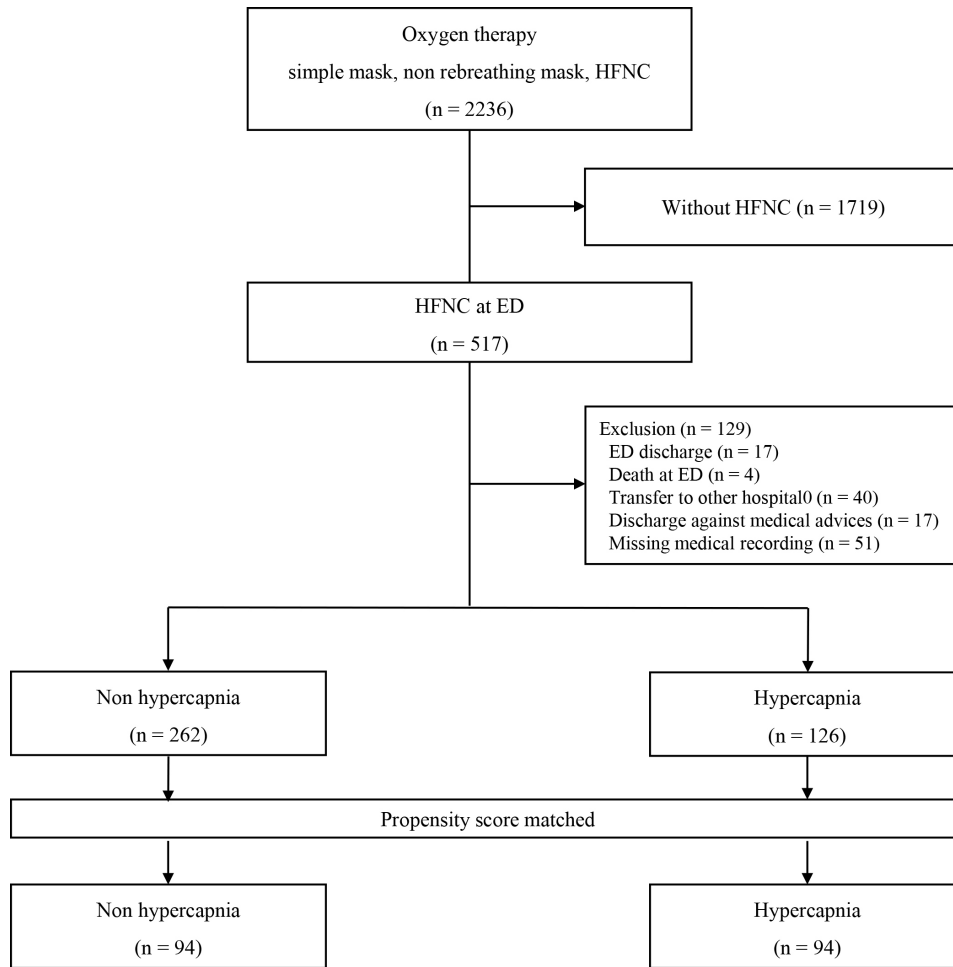 Oxygen therapy
simple mask, non rebreathing mask, HFNC
(n = 2236)
Without HFNC (n = 1719)
HFNC at ED
(n = 517)
Exclusion (n = 129)
ED discharge (n = 17)
Death at ED (n = 4)
Transfer to other hospital0 (n = 40)
Discharge against medical advices (n = 17)
Missing medical recording (n = 51)
Non hypercapnia
(n = 262)
Hypercapnia
(n = 126)
Propensity score matched
Non hypercapnia
(n = 94)
Hypercapnia
(n = 94)